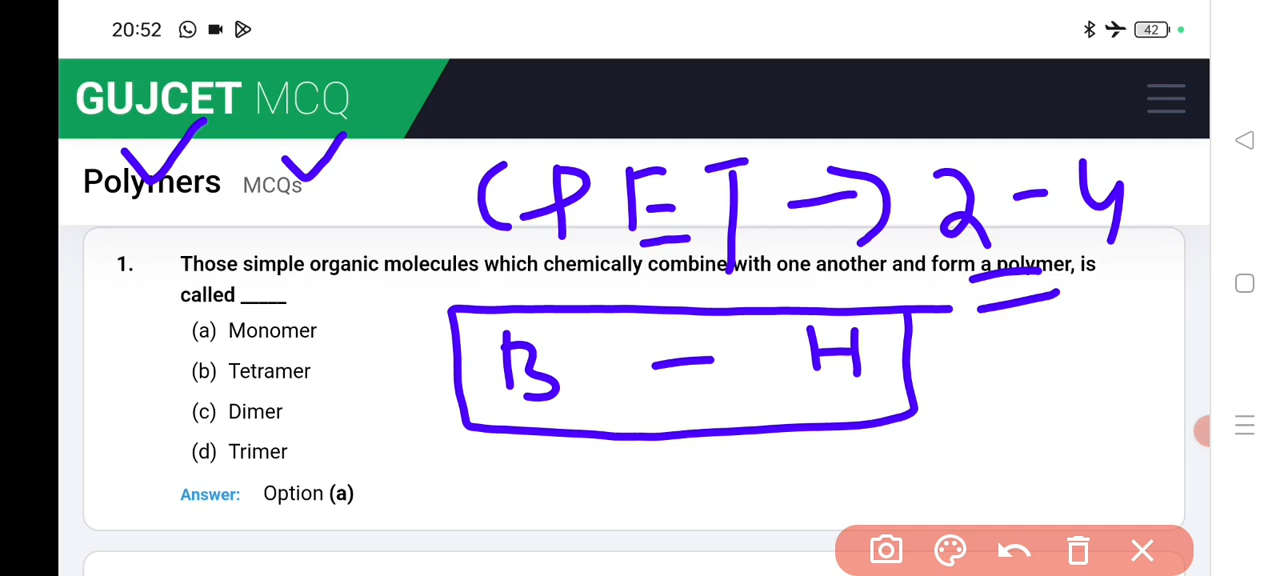 20:52 42
GUJCET MCQ
Polymers MCQs
CPET → 2-4
1. Those simple organic molecules which chemically combine with one another and form a polymer, is
called _____
B - H
(a) Monomer
(b) Tetramer
(c) Dimer
(d) Trimer
Answer: Option (a)